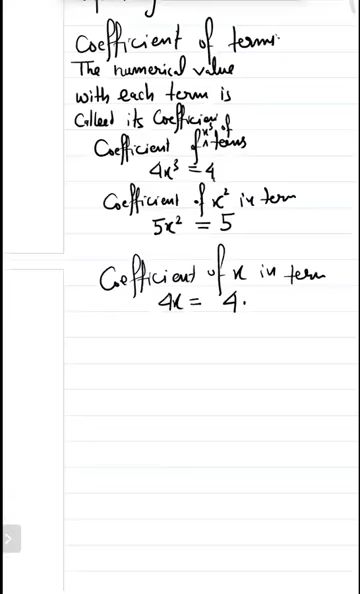 Coefficient of terms.
The numerical value
with each term is
Called its Coefficient
Coefficient of x³ in terms
4x³ = 4
Coefficient of x² in term
5x² = 5
Coefficient of x in term
4x = 4.